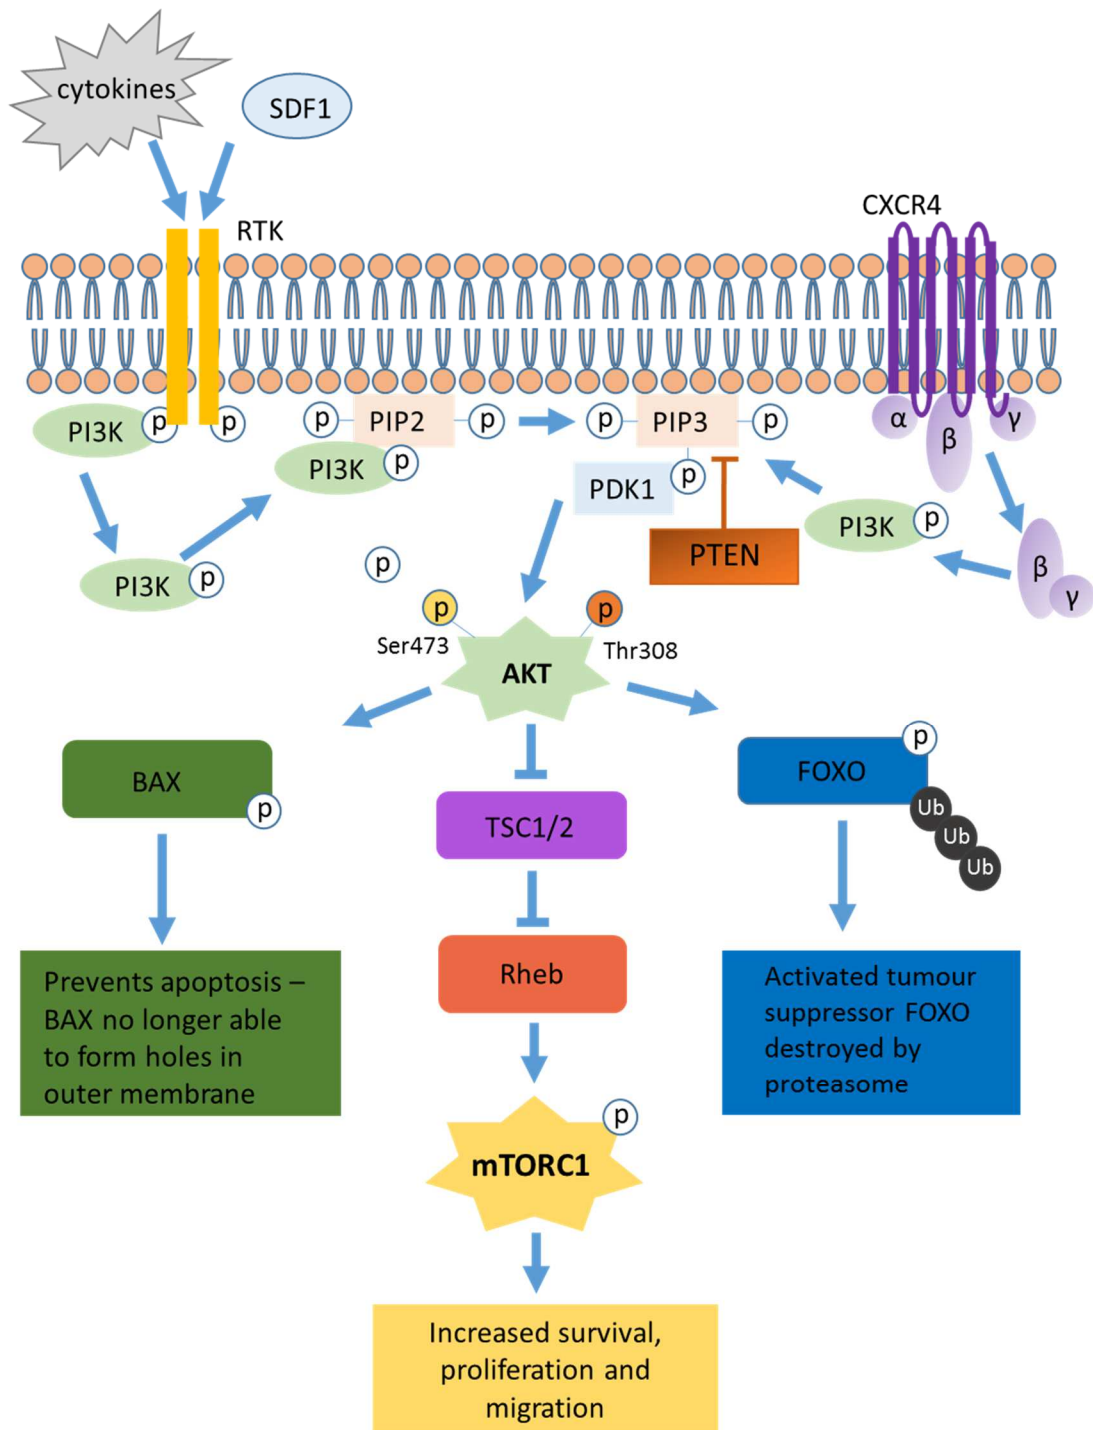 cytokines
SDF1
RTK
CXCR4
PI3K
p
p
p
PIP2
p
PI3K
p
p
PIP3
p
PDK1
p
α
β
γ
PI3K
p
PTEN
PI3K
p
β
γ
p
p
Ser473
p
Thr308
AKT
BAX
p
TSC1/2
FOXO
p
Ub
Ub
Ub
Rheb
Prevents apoptosis –
BAX no longer able
to form holes in
outer membrane
Activated tumour
suppressor FOXO
destroyed by
proteasome
mTORC1
p
Increased survival,
proliferation and
migration